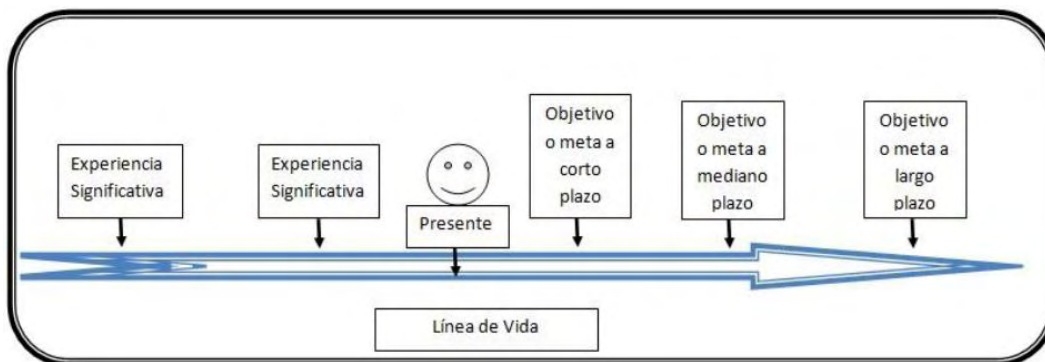 Experiencia
Significativa
Experiencia
Significativa
Presente
Objetivo
o meta a
corto
plazo
Objetivo
o meta a
mediano
plazo
Objetivo
o meta a
largo
plazo
Línea de Vida